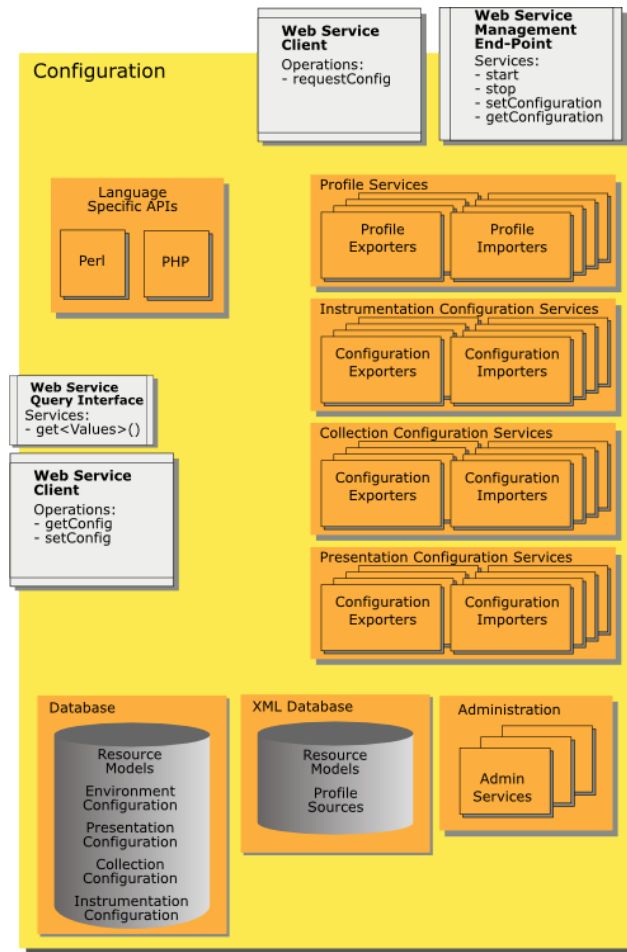 Web Service
Client
Operations:
- requestConfig
Web Service
Management
End-Point
Services:
- start
- stop
- setConfiguration
- getConfiguration
Configuration
Language
Specific APIs
Perl
PHP
Profile Services
Profile
Exporters
Profile
Importers
Instrumentation Configuration Services
Configuration
Exporters
Configuration
Importers
Web Service
Query Interface
Services:
- get<Values>()
Collection Configuration Services
Configuration
Exporters
Configuration
Importers
Web Service
Client
Operations:
- getConfig
- setConfig
Presentation Configuration Services
Configuration
Exporters
Configuration
Importers
Database
Resource
Models
Environment
Configuration
Presentation
Configuration
Collection
Configuration
Instrumentation
Configuration
XML Database
Resource
Models
Profile
Sources
Administration
Admin
Services